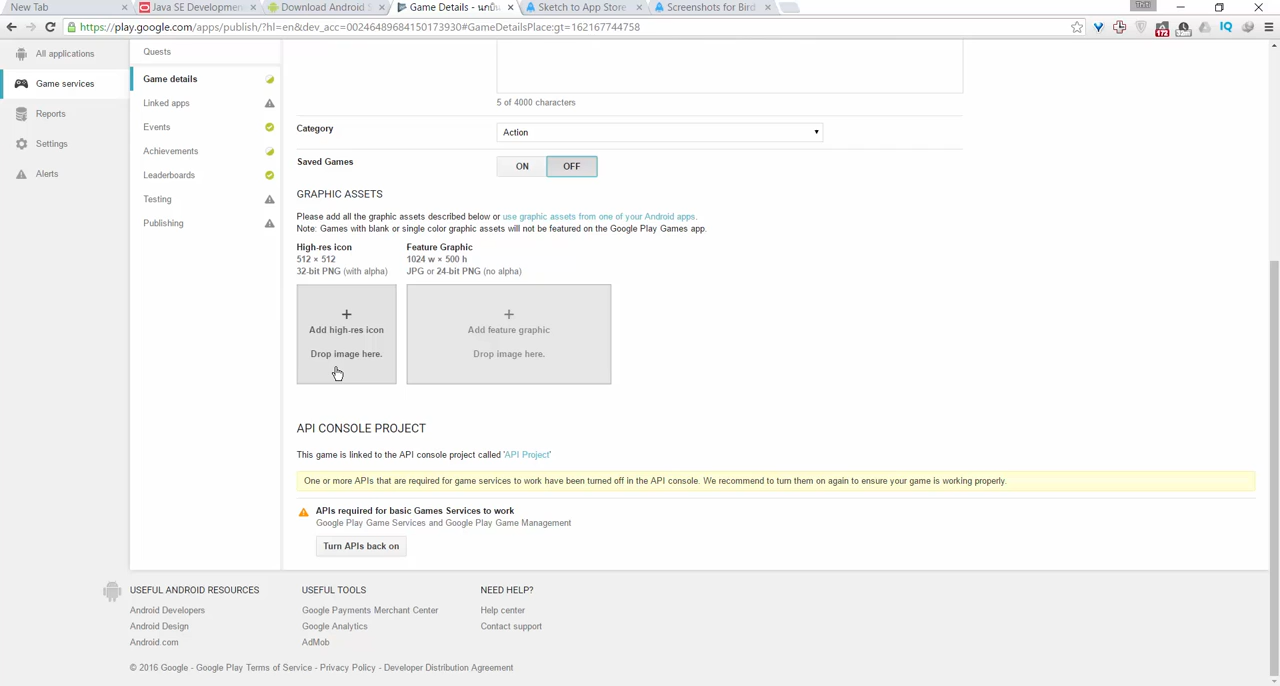 New Tab
Java SE Developmen
Download Android S
Game Details - เกกบิน
Sketch to App Store
Screenshots for Bird
https://play.google.com/apps/publish/?hl=en&dev_acc=00246489684150173930#GameDetailsPlace:gt=162167744758
All applications
Game services
Reports
Settings
Alerts
Quests
Game details
Linked apps
Events
Achievements
Leaderboards
Testing
Publishing
5 of 4000 characters
Category
Action
Saved Games
ON
OFF
GRAPHIC ASSETS
Please add all the graphic assets described below or use graphic assets from one of your Android apps.
Note: Games with blank or single color graphic assets will not be featured on the Google Play Games app.
High-res icon
512 × 512
32-bit PNG (with alpha)
Add high-res icon
Drop image here.
Feature Graphic
1024 w × 500 h
JPG or 24-bit PNG (no alpha)
Add feature graphic
Drop image here.
API CONSOLE PROJECT
This game is linked to the API console project called 'API Project'
One or more APIs that are required for game services to work have been turned off in the API console. We recommend to turn them on again to ensure your game is working properly.
APIs required for basic Games Services to work
Google Play Game Services and Google Play Game Management
Turn APIs back on
USEFUL ANDROID RESOURCES
Android Developers
Android Design
Android.com
USEFUL TOOLS
Google Payments Merchant Center
Google Analytics
AdMob
NEED HELP?
Help center
Contact support
© 2016 Google - Google Play Terms of Service - Privacy Policy - Developer Distribution Agreement